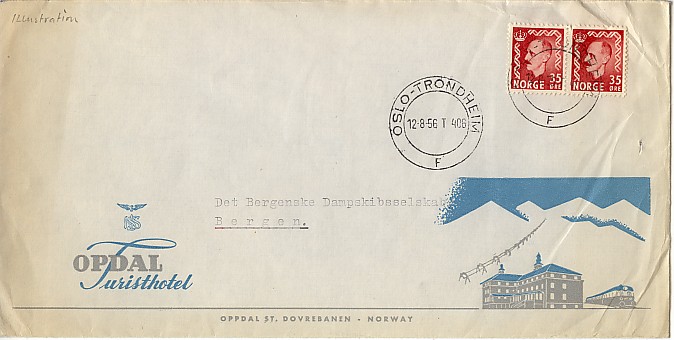 Illustration
NORGE 35 ØRE
NORGE 35 ØRE
OSLO-TRONDHEIM
12-8-56 T 406
F
F
Det Bergenske Dampskibsselskab
Bergen.
OPDAL
Turisthotel
OPPDAL ST. DOVREBANEN - NORWAY